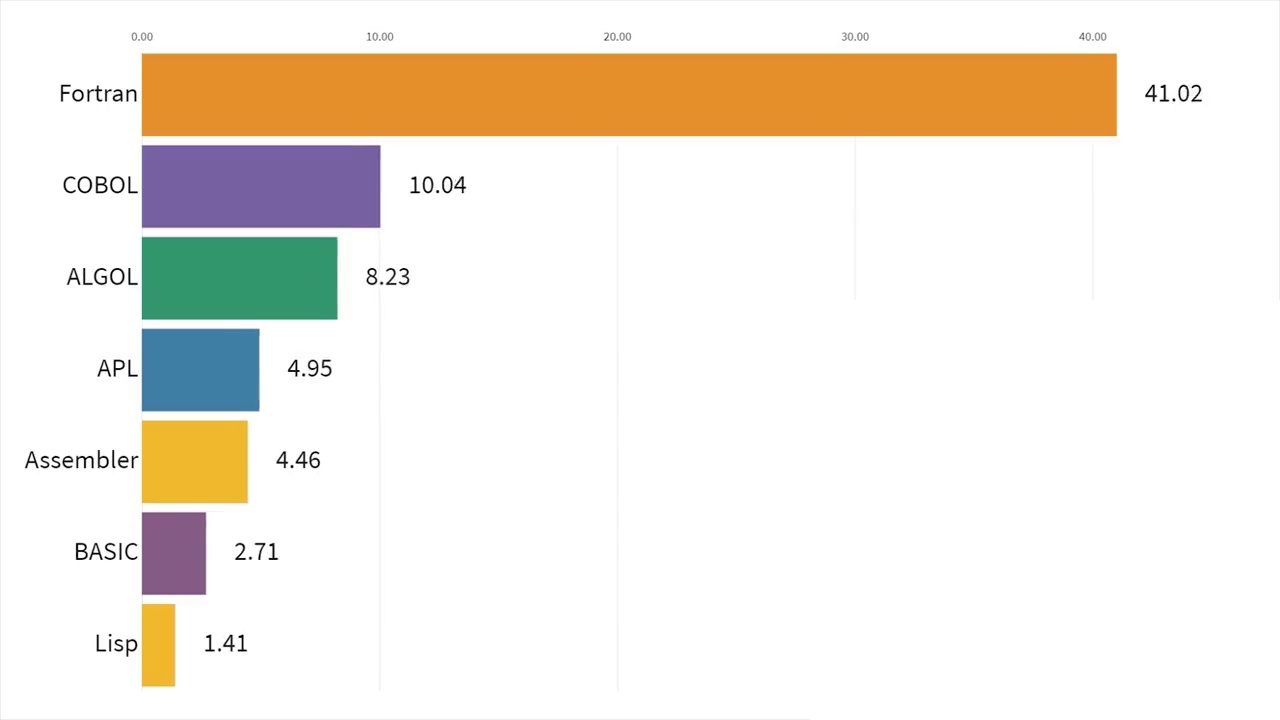 0.00 10.00 20.00 30.00 40.00
Fortran 41.02
COBOL 10.04
ALGOL 8.23
APL 4.95
Assembler 4.46
BASIC 2.71
Lisp 1.41